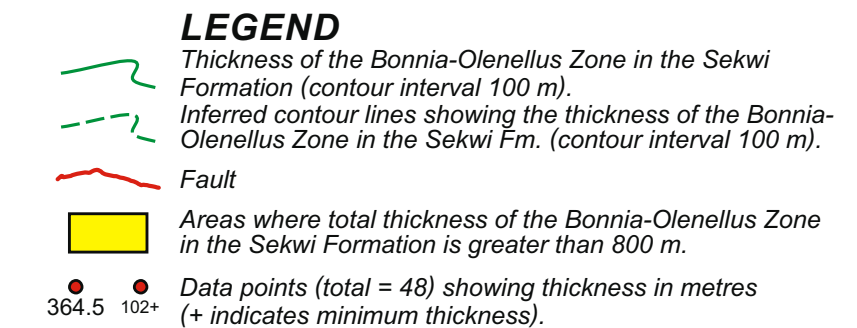 LEGEND
Thickness of the Bonnia-Olenellus Zone in the Sekwi
Formation (contour interval 100 m).
Inferred contour lines showing the thickness of the Bonnia-
Olenellus Zone in the Sekwi Fm. (contour interval 100 m).
Fault
Areas where total thickness of the Bonnia-Olenellus Zone
in the Sekwi Formation is greater than 800 m.
364.5 102+ Data points (total = 48) showing thickness in metres
(+ indicates minimum thickness).